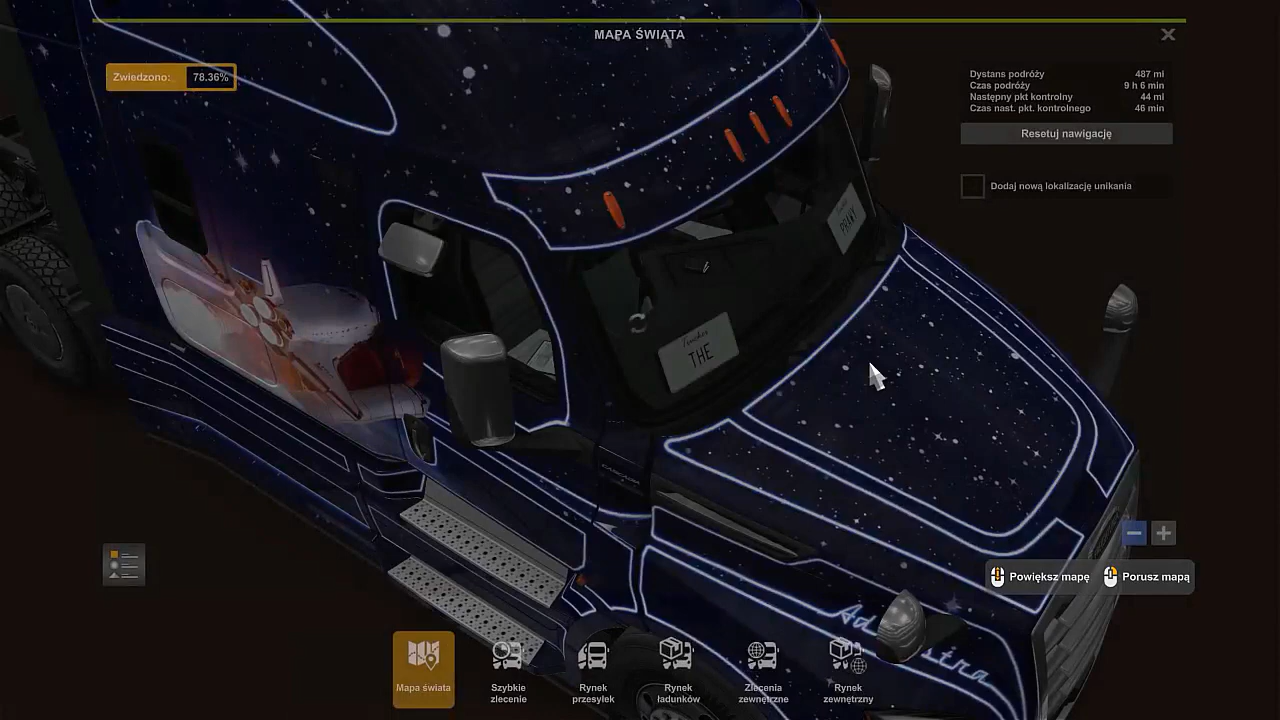 MAPA ŚWIATA
Zwiedzono: 78.36%
Dystans podróży 487 mi
Czas podróży 9 h 6 min
Następny pkt kontrolny 44 mi
Czas nast. pkt. kontrolnego 46 min
Resetuj nawigację
Dodaj nową lokalizację unikania
Trucker
THE
Powiększ mapę
Porusz mapą
Mapa świata
Szybkie
zlecenie
Rynek
przesyłek
Rynek
ładunków
Zlecenia
zewnętrzne
Rynek
zewnętrzny